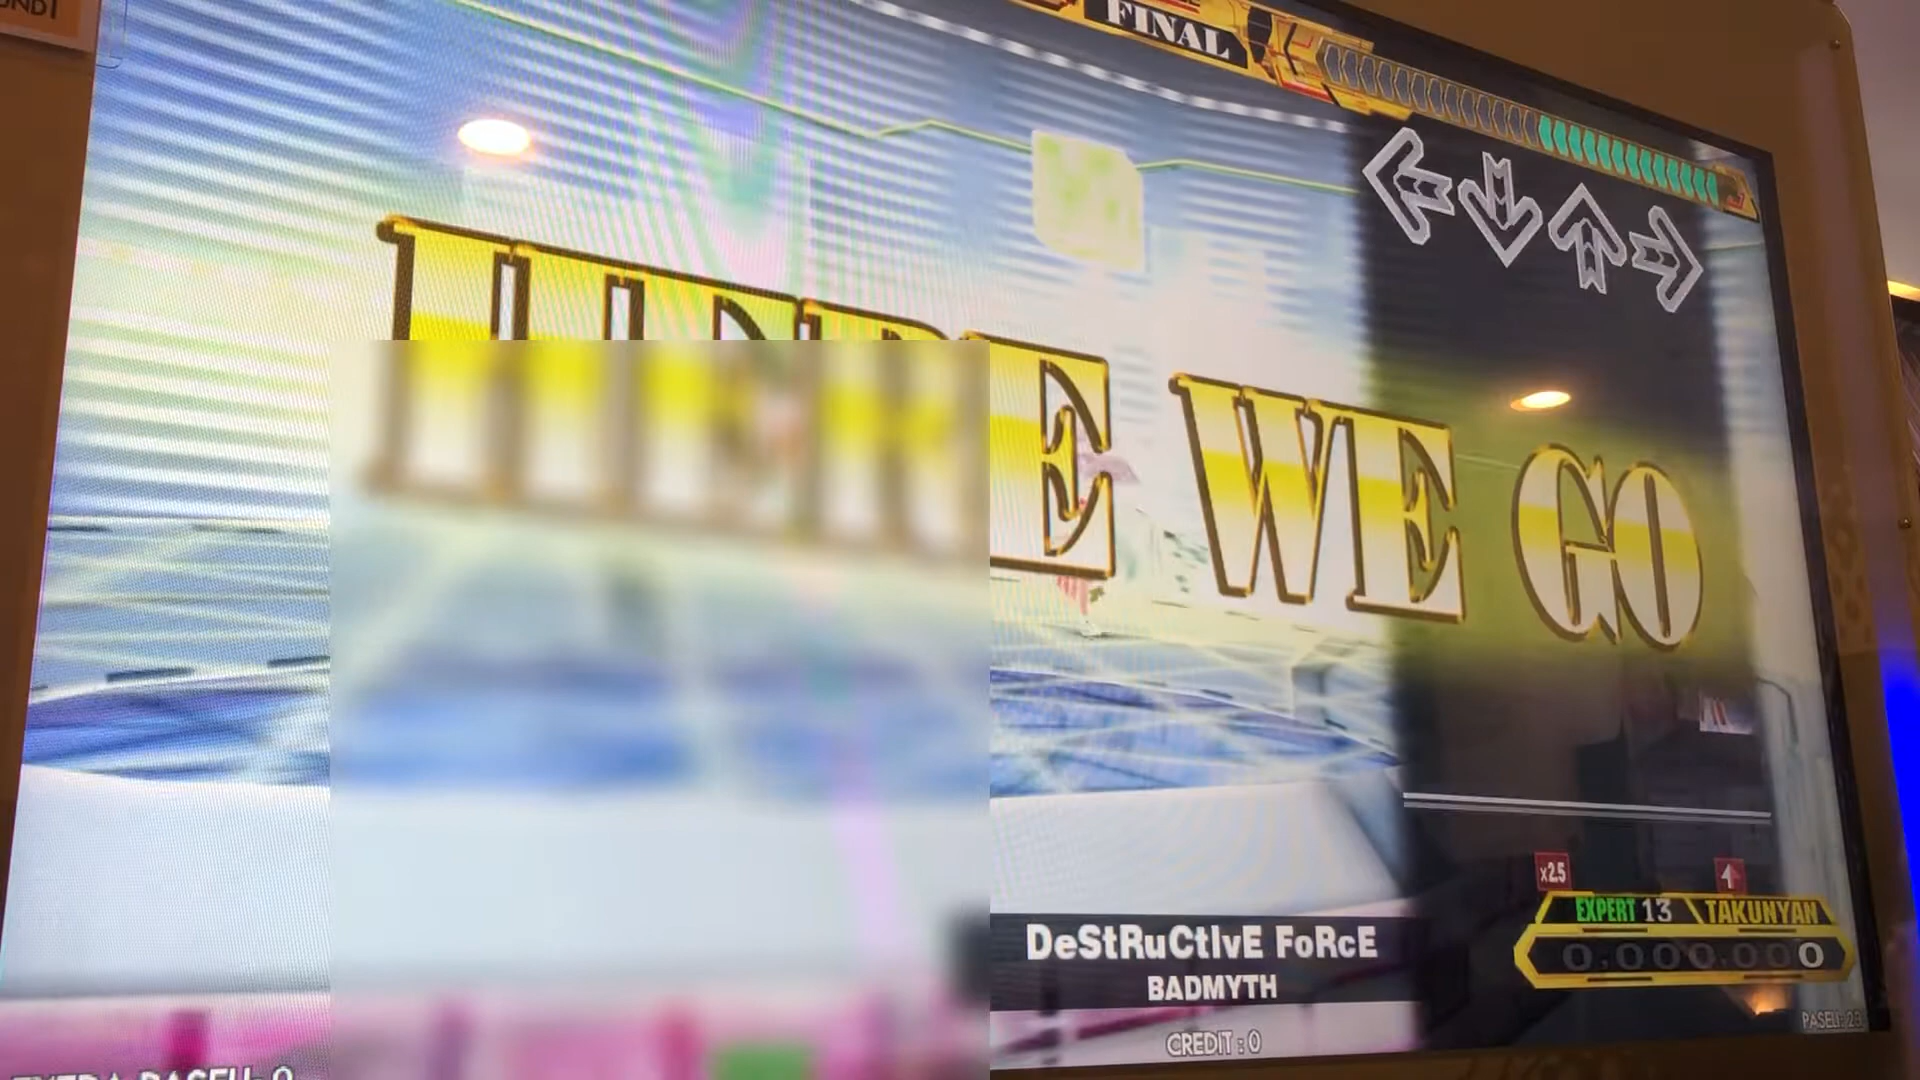 FINAL
HERE WE GO
x2.5
EXPERT 13 TAKUNYAN
0,000,000
DeStRuCtIvE FoRcE
BADMYTH
CREDIT : 0